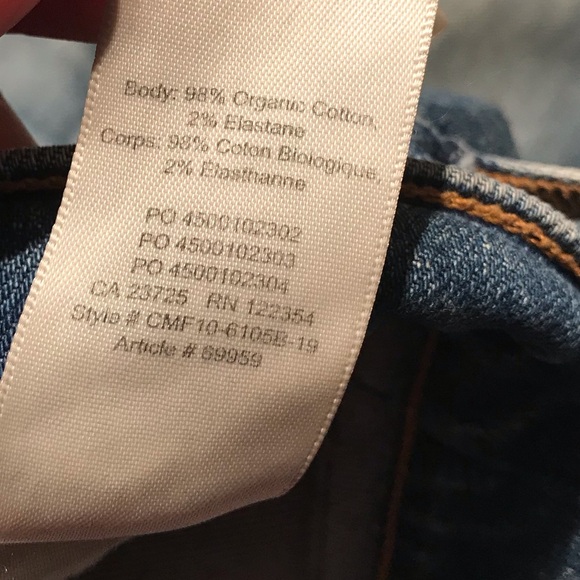 Body: 98% Organic Cotton,
2% Elastane
Corps: 98% Coton Biologique,
2% Élasthanne
PO 4500102302
PO 4500102303
PO 4500102304
CA 23725 RN 122354
Style # CMF10-6105B-19
Article # 69959